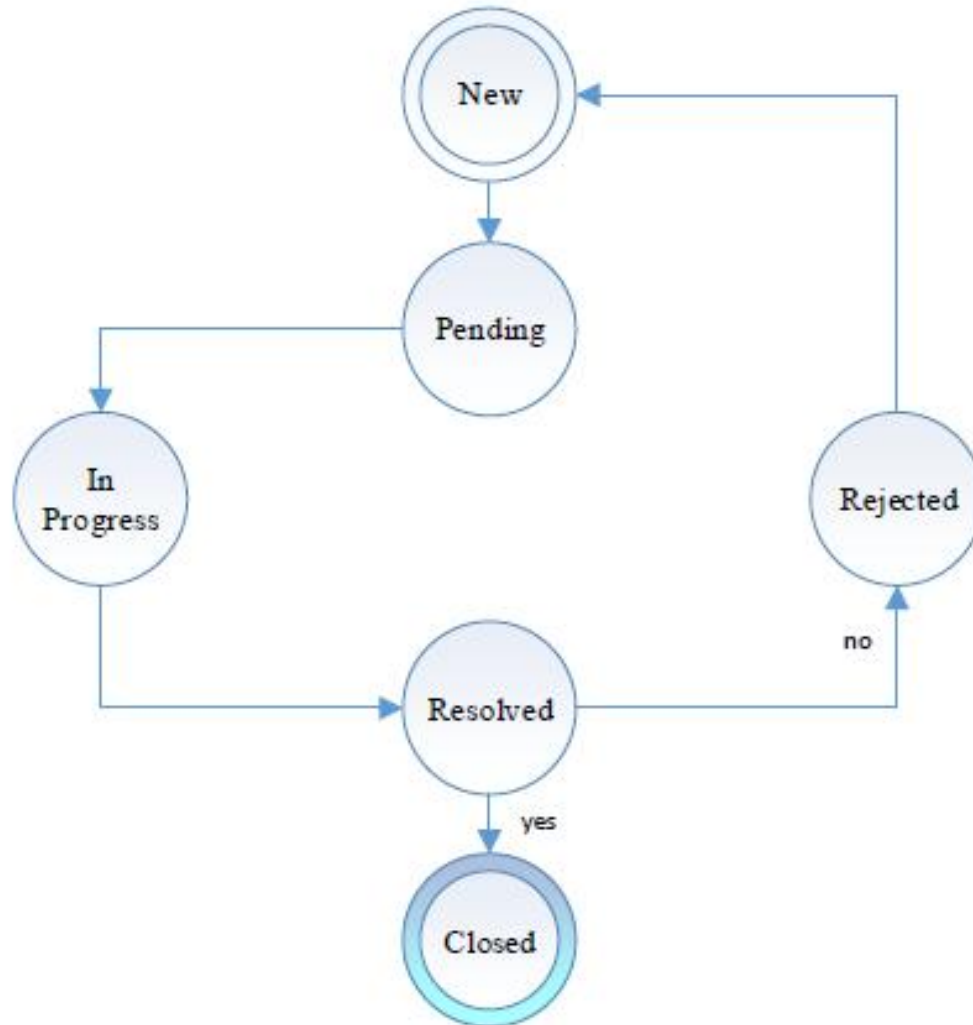 New
Pending
In
Progress
Rejected
no
Resolved
yes
Closed